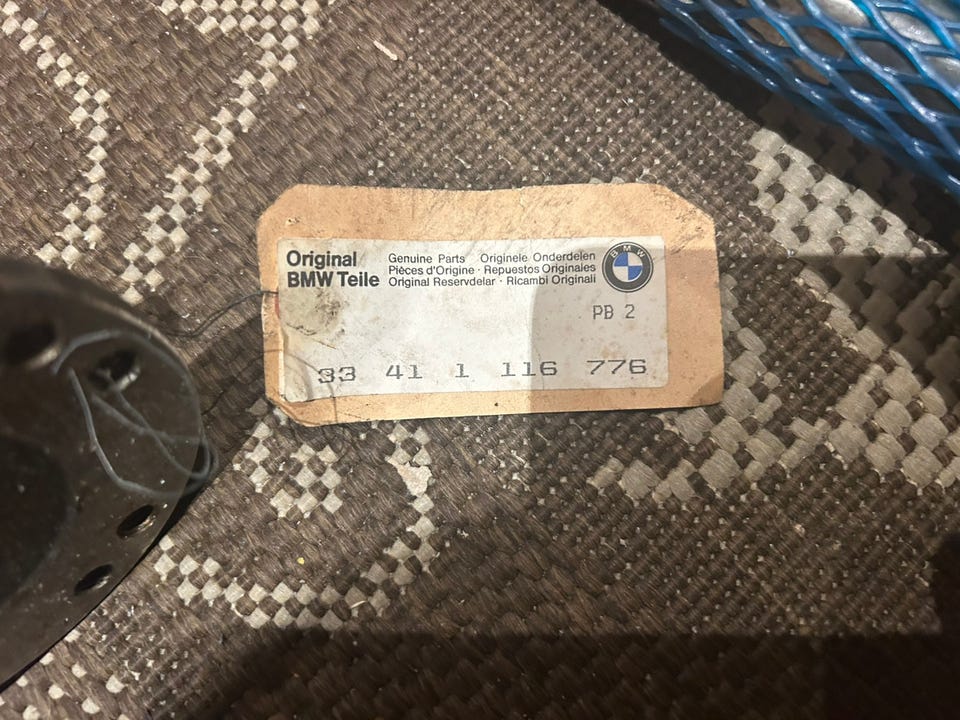 Original
BMW Teile
Genuine Parts Originele Onderdelen
Pièces d'Origine · Repuestos Originales
Original Reservdelar · Ricambi Originali
BMW
PB 2
33 41 1 116 776